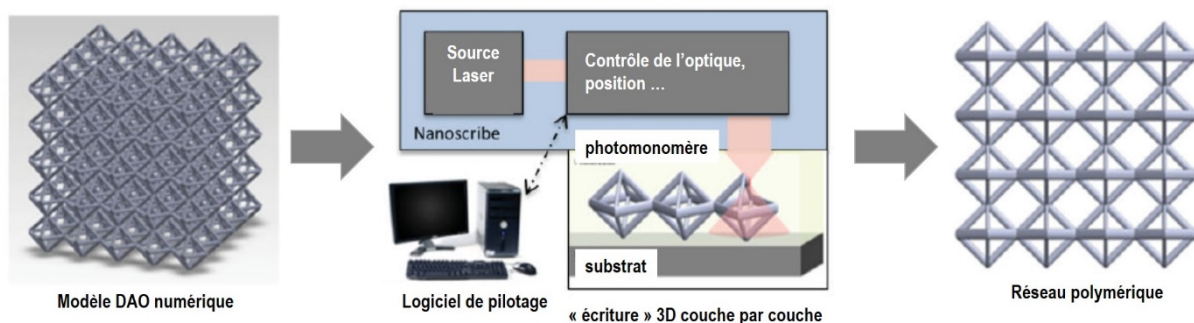 Source
Laser
Contrôle de l’optique,
position ...
Nanoscribe
photomonomère
substrat
Modèle DAO numérique
Logiciel de pilotage
« écriture » 3D couche par couche
Réseau polymérique